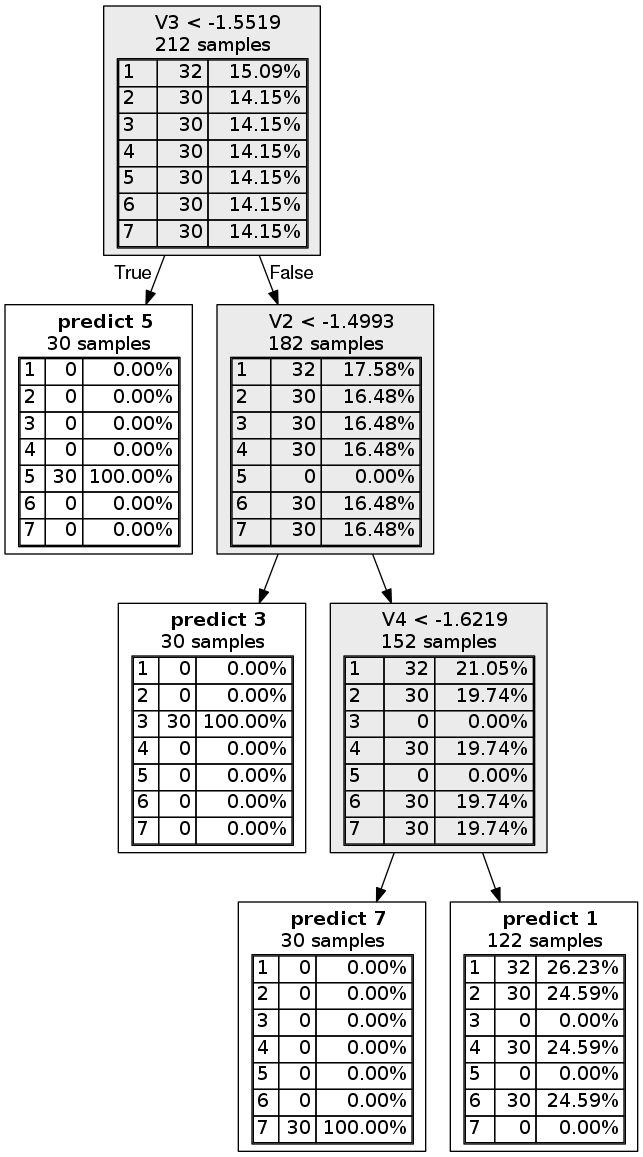 V3 < -1.5519
212 samples
1 32 15.09%
2 30 14.15%
3 30 14.15%
4 30 14.15%
5 30 14.15%
6 30 14.15%
7 30 14.15%
True
False
predict 5
30 samples
1 0 0.00%
2 0 0.00%
3 0 0.00%
4 0 0.00%
5 30 100.00%
6 0 0.00%
7 0 0.00%
V2 < -1.4993
182 samples
1 32 17.58%
2 30 16.48%
3 30 16.48%
4 30 16.48%
5 0 0.00%
6 30 16.48%
7 30 16.48%
predict 3
30 samples
1 0 0.00%
2 0 0.00%
3 30 100.00%
4 0 0.00%
5 0 0.00%
6 0 0.00%
7 0 0.00%
V4 < -1.6219
152 samples
1 32 21.05%
2 30 19.74%
3 0 0.00%
4 30 19.74%
5 0 0.00%
6 30 19.74%
7 30 19.74%
predict 7
30 samples
1 0 0.00%
2 0 0.00%
3 0 0.00%
4 0 0.00%
5 0 0.00%
6 0 0.00%
7 30 100.00%
predict 1
122 samples
1 32 26.23%
2 30 24.59%
3 0 0.00%
4 30 24.59%
5 0 0.00%
6 30 24.59%
7 0 0.00%